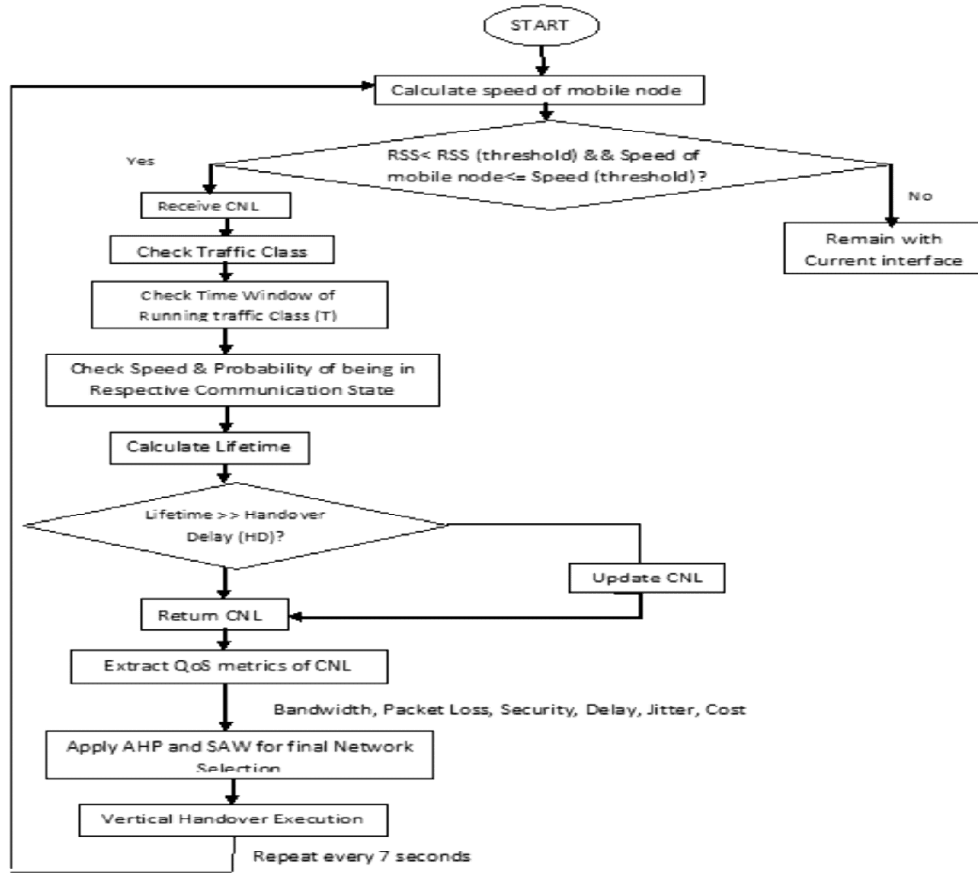 START
Calculate speed of mobile node
RSS< RSS (threshold) && Speed of
mobile node<= Speed (threshold)?
Yes
No
Receive CNL
Remain with
Current interface
Check Traffic Class
Check Time Window of
Running traffic Class (T)
Check Speed & Probability of being in
Respective Communication State
Calculate Lifetime
Lifetime >> Handover
Delay (HD)?
Update CNL
Return CNL
Extract QoS metrics of CNL
Bandwidth, Packet Loss, Security, Delay, Jitter, Cost
Apply AHP and SAW for final Network
Selection
Vertical Handover Execution
Repeat every 7 seconds